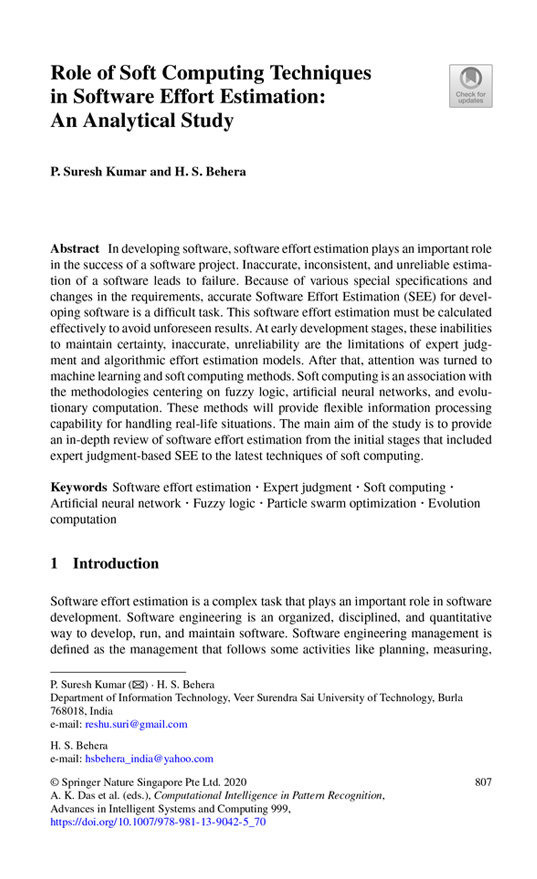 Role of Soft Computing Techniques
in Software Effort Estimation:
An Analytical Study
Check for
updates
P. Suresh Kumar and H. S. Behera
Abstract In developing software, software effort estimation plays an important role
in the success of a software project. Inaccurate, inconsistent, and unreliable estima-
tion of a software leads to failure. Because of various special specifications and
changes in the requirements, accurate Software Effort Estimation (SEE) for devel-
oping software is a difficult task. This software effort estimation must be calculated
effectively to avoid unforeseen results. At early development stages, these inabilities
to maintain certainty, inaccurate, unreliability are the limitations of expert judg-
ment and algorithmic effort estimation models. After that, attention was turned to
machine learning and soft computing methods. Soft computing is an association with
the methodologies centering on fuzzy logic, artificial neural networks, and evolu-
tionary computation. These methods will provide flexible information processing
capability for handling real-life situations. The main aim of the study is to provide
an in-depth review of software effort estimation from the initial stages that included
expert judgment-based SEE to the latest techniques of soft computing.
Keywords Software effort estimation · Expert judgment · Soft computing ·
Artificial neural network · Fuzzy logic · Particle swarm optimization · Evolution
computation
1 Introduction
Software effort estimation is a complex task that plays an important role in software
development. Software engineering is an organized, disciplined, and quantitative
way to develop, run, and maintain software. Software engineering management is
defined as the management that follows some activities like planning, measuring,
P. Suresh Kumar (✉) · H. S. Behera
Department of Information Technology, Veer Surendra Sai University of Technology, Burla
768018, India
e-mail: reshu.suri@gmail.com
H. S. Behera
e-mail: hsbehera_india@yahoo.com
© Springer Nature Singapore Pte Ltd. 2020 807
A. K. Das et al. (eds.), Computational Intelligence in Pattern Recognition,
Advances in Intelligent Systems and Computing 999,
https://doi.org/10.1007/978-981-13-9042-5_70